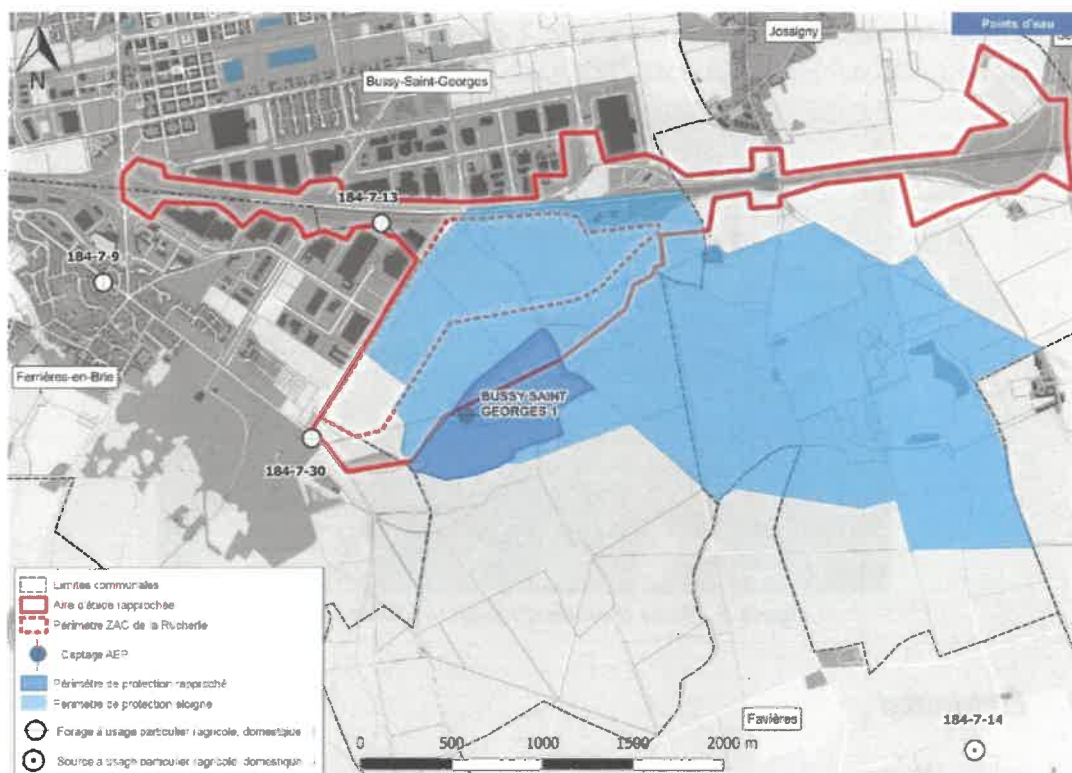 Points d'eau
Jossigny
Bussy-Saint-Georges
N
184-7-13
184-7-9
Ferrières-en-Brie
BUSSY-SAINT
GEORGES 1
184-7-30
Limites communales
Aire d'étude rapprochée
Périmètre ZAC de la Rucherie
Captage AEP
Périmètre de protection rapproché
Périmètre de protection éloigné
Forage à usage particulier (agricole, domestique
Source à usage particulier (agricole, domestique
Favières
184-7-14
0 500 1000 1500 2000 m